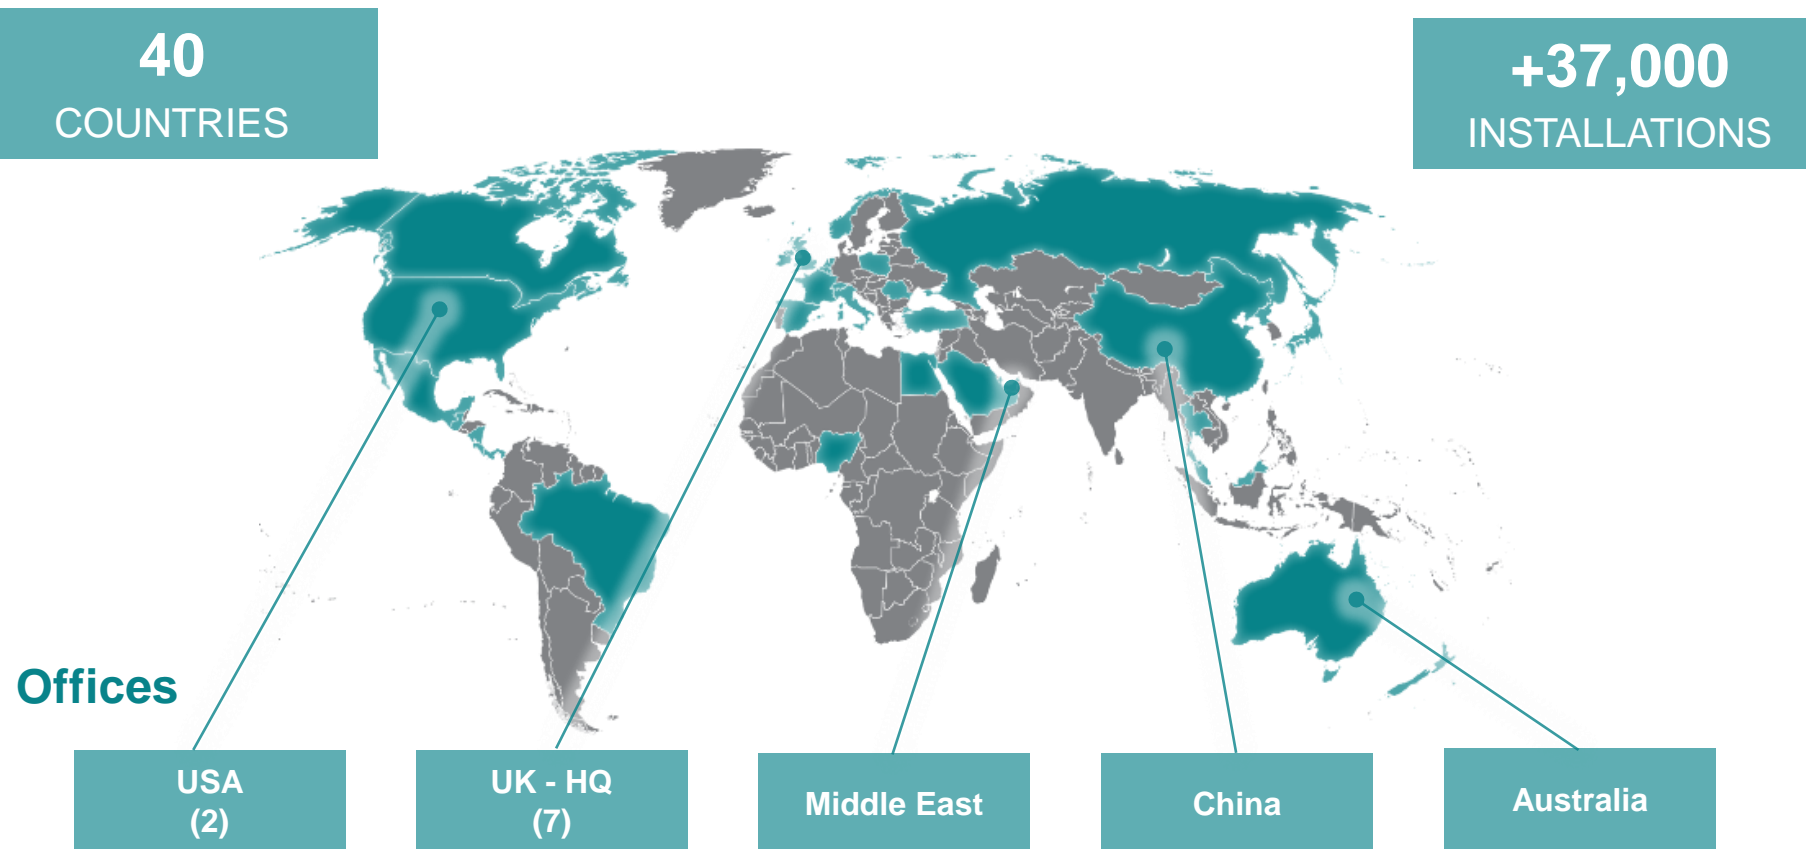 40
COUNTRIES
+37,000
INSTALLATIONS
Offices
USA
(2)
UK - HQ
(7)
Middle East
China
Australia